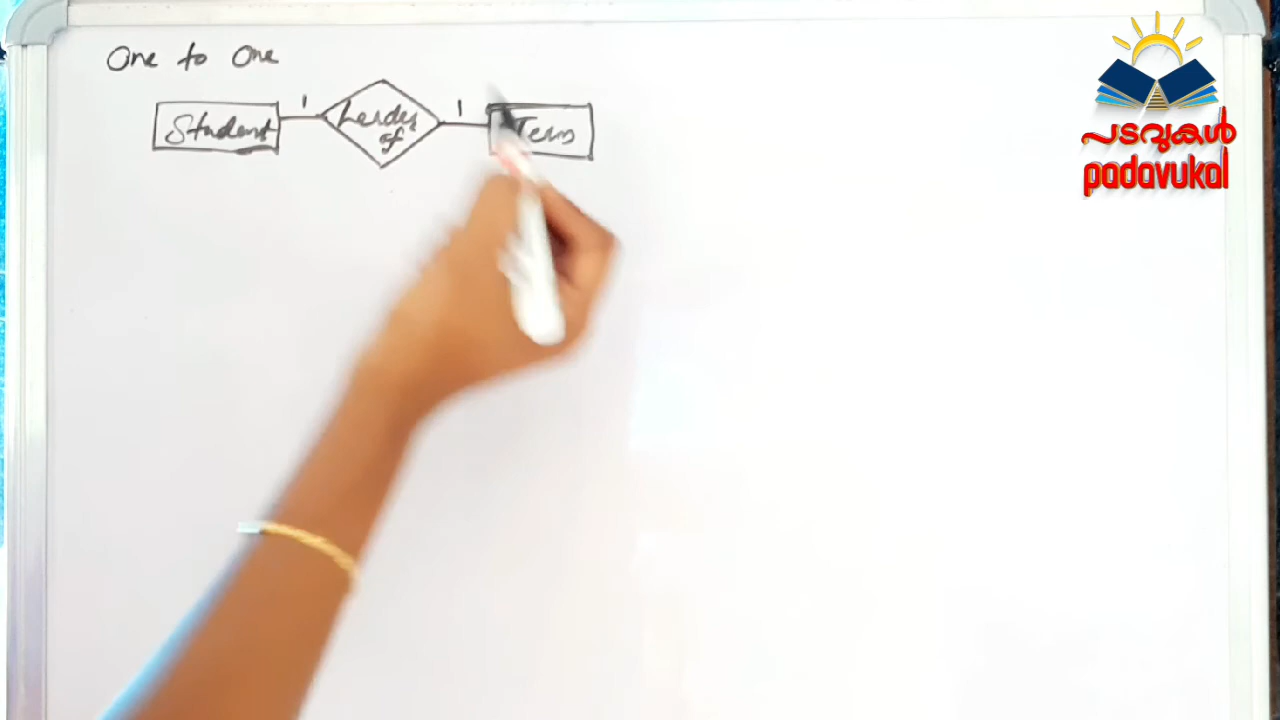 One to One
Student 1 Leader of 1 Team
പടവുകൾ
padavukal